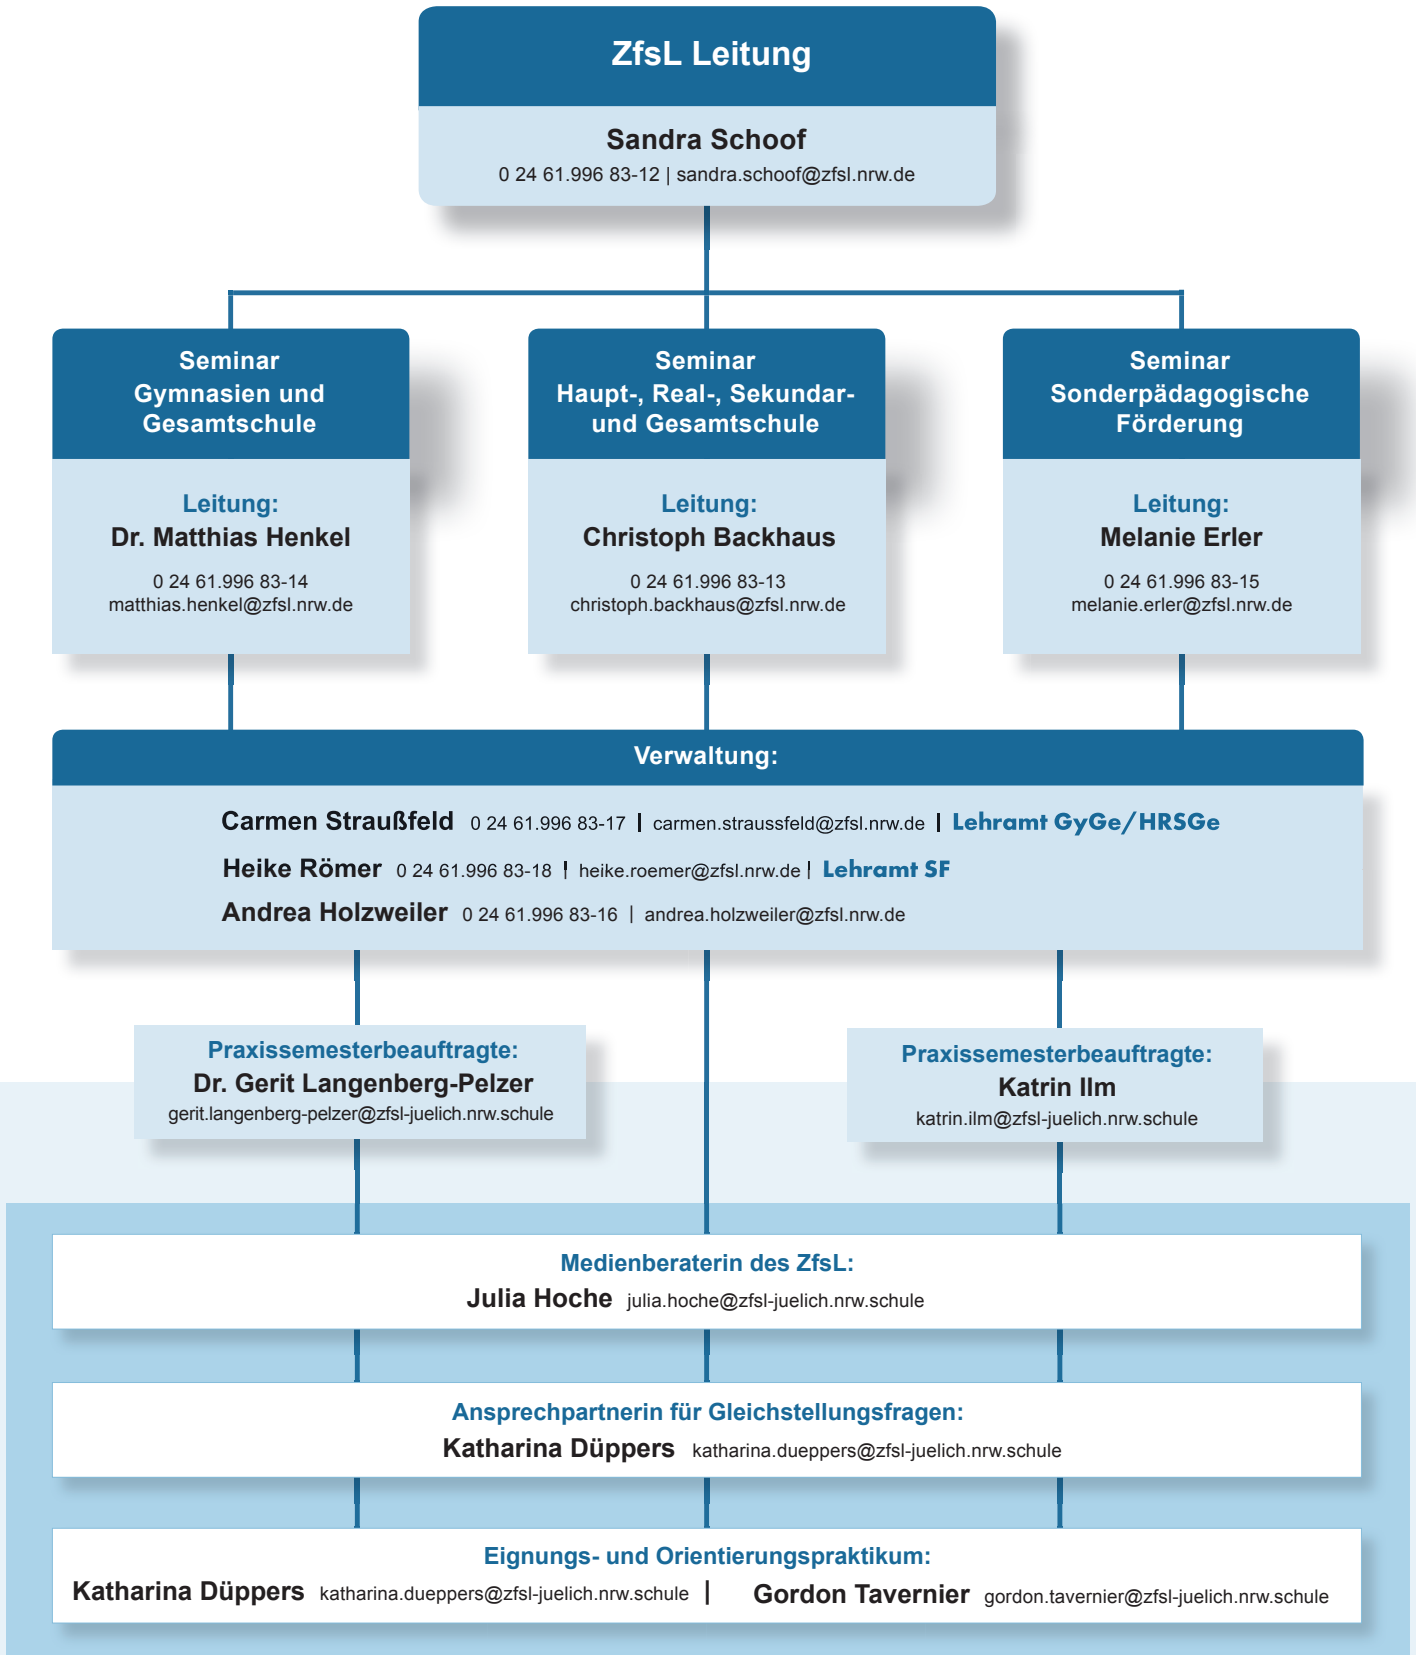 ZfsL Leitung
Sandra Schoof
0 24 61.996 83-12 | sandra.schoof@zfsl.nrw.de
Seminar
Gymnasien und
Gesamtschule
Leitung:
Dr. Matthias Henkel
0 24 61.996 83-14
matthias.henkel@zfsl.nrw.de
Seminar
Haupt-, Real-, Sekundar-
und Gesamtschule
Leitung:
Christoph Backhaus
0 24 61.996 83-13
christoph.backhaus@zfsl.nrw.de
Seminar
Sonderpädagogische
Förderung
Leitung:
Melanie Erler
0 24 61.996 83-15
melanie.erler@zfsl.nrw.de
Verwaltung:
Carmen Straußfeld 0 24 61.996 83-17 | carmen.straussfeld@zfsl.nrw.de | Lehramt GyGe/HRSGe
Heike Römer 0 24 61.996 83-18 | heike.roemer@zfsl.nrw.de | Lehramt SF
Andrea Holzweiler 0 24 61.996 83-16 | andrea.holzweiler@zfsl.nrw.de
Praxissemesterbeauftragte:
Dr. Gerit Langenberg-Pelzer
gerit.langenberg-pelzer@zfsl-juelich.nrw.schule
Praxissemesterbeauftragte:
Katrin Ilm
katrin.ilm@zfsl-juelich.nrw.schule
Medienberaterin des ZfsL:
Julia Hoche julia.hoche@zfsl-juelich.nrw.schule
Ansprechpartnerin für Gleichstellungsfragen:
Katharina Düppers katharina.dueppers@zfsl-juelich.nrw.schule
Eignungs- und Orientierungspraktikum:
Katharina Düppers katharina.dueppers@zfsl-juelich.nrw.schule | Gordon Tavernier gordon.tavernier@zfsl-juelich.nrw.schule